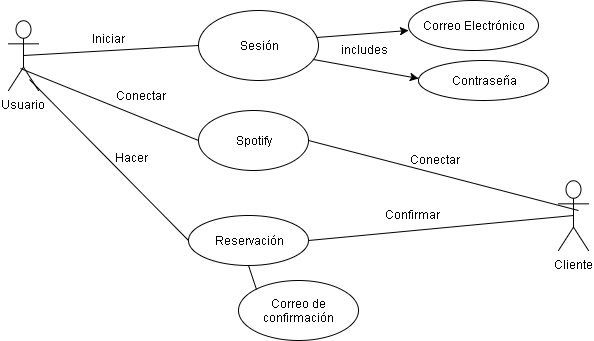 Iniciar
Sesión
Correo Electrónico
includes
Contraseña
Usuario
Conectar
Spotify
Hacer
Conectar
Confirmar
Reservación
Cliente
Correo de
confirmación